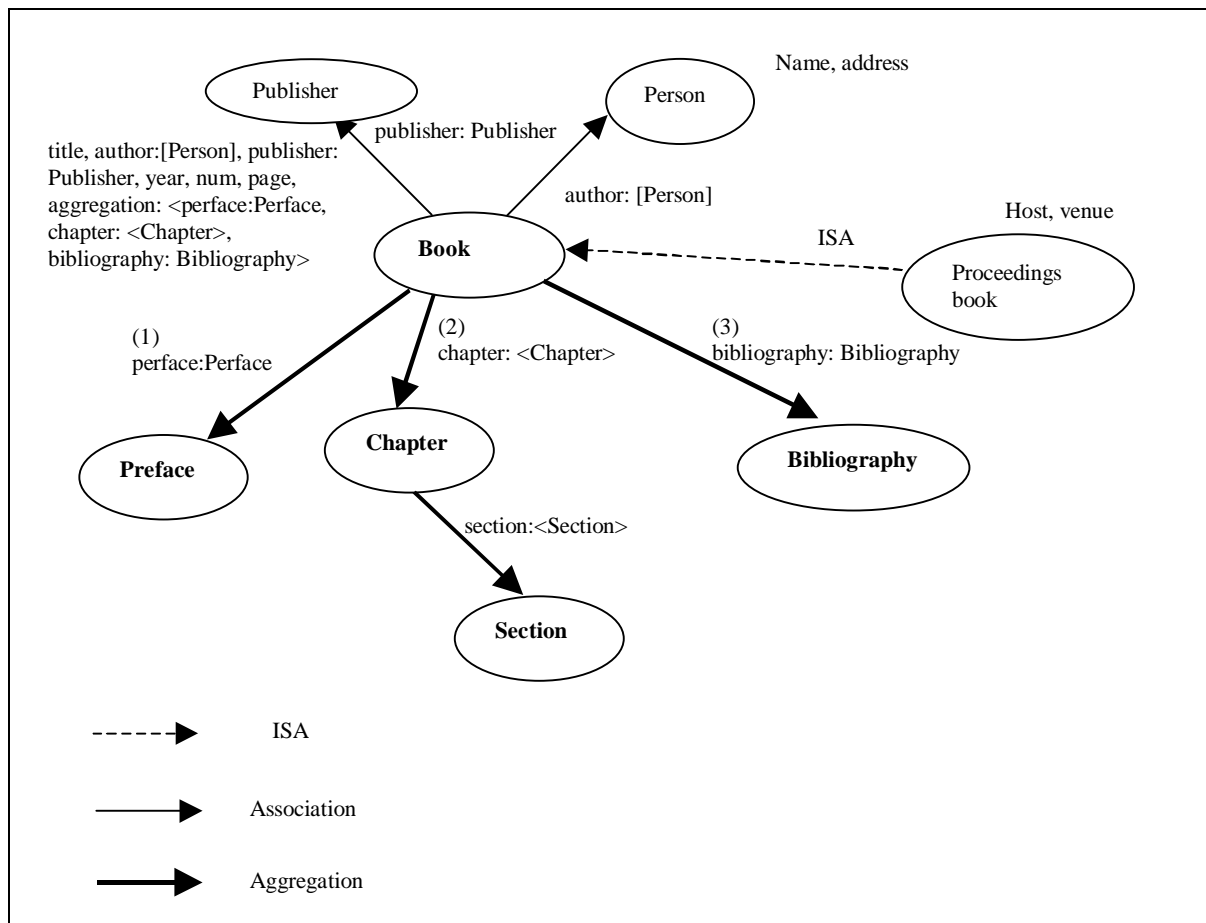 Name, address
Publisher
Person
publisher: Publisher
title, author:[Person], publisher:
Publisher, year, num, page,
aggregation: <perface:Perface,
chapter: <Chapter>,
bibliography: Bibliography>
author: [Person]
Host, venue
ISA
Book
Proceedings
book
(1)
perface:Perface
(2)
chapter: <Chapter>
(3)
bibliography: Bibliography
Preface
Chapter
Bibliography
section:<Section>
Section
ISA
Association
Aggregation